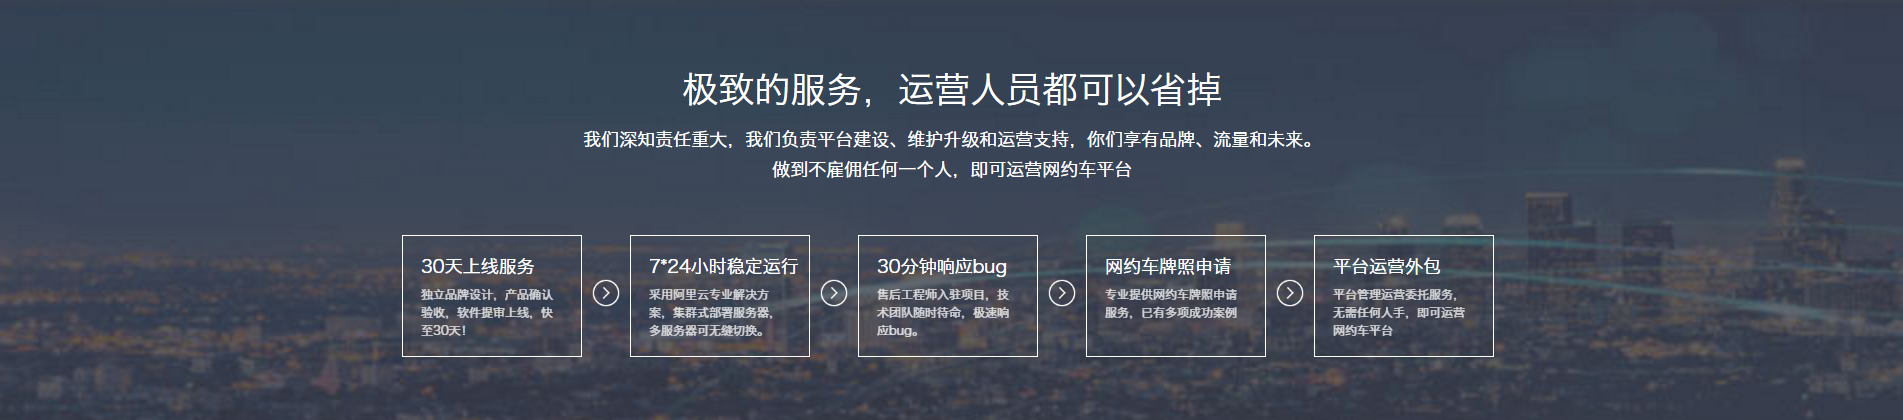 极致的服务，运营人员都可以省掉
我们深知责任重大，我们负责平台建设、维护升级和运营支持，你们享有品牌、流量和未来。
做到不雇佣任何一个人，即可运营网约车平台
30天上线服务
独立品牌设计，产品确认
验收，软件提审上线，快
至30天！
7*24小时稳定运行
采用阿里云专业解决方
案，集群式部署服务器，
多服务器可无缝切换。
30分钟响应bug
售后工程师入驻项目，技
术团队随时待命，极速响
应bug。
网约车牌照申请
专业提供网约车牌照申请
服务，已有多项成功案例
平台运营外包
平台管理运营委托服务，
无需任何人手，即可运营
网约车平台